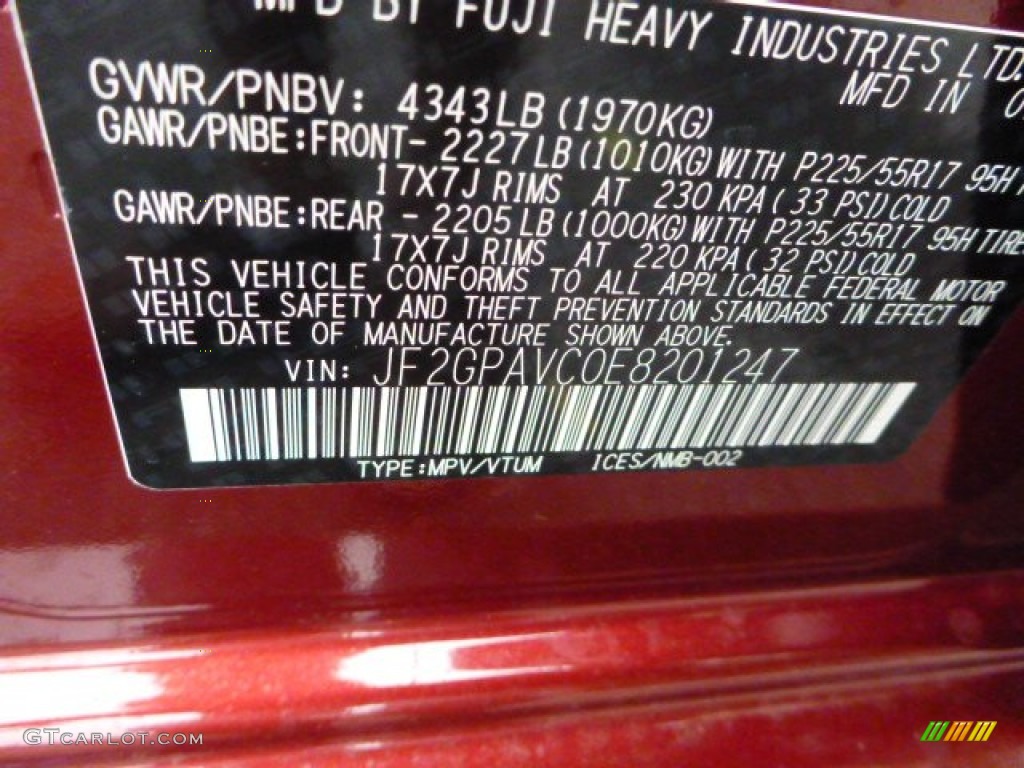 MFD BY FUJI HEAVY INDUSTRIES LTD.
MFD IN 0
GVWR/PNBV: 4343LB (1970KG)
GAWR/PNBE:FRONT- 2227LB(1010KG)WITH P225/55R17 95H
17X7J RIMS AT 230 KPA( 33 PSI)COLD
GAWR/PNBE:REAR - 2205LB(1000KG)WITH P225/55R17 95H TIRE
17X7J RIMS AT 220 KPA( 32 PSI)COLD
THIS VEHICLE CONFORMS TO ALL APPLICABLE FEDERAL MOTOR
VEHICLE SAFETY AND THEFT PREVENTION STANDARDS IN EFFECT ON
THE DATE OF MANUFACTURE SHOWN ABOVE.
VIN: JF2GPAVC0E8201247
TYPE:MPV/VTUM ICES/NMB-002
GTCARLOT.COM